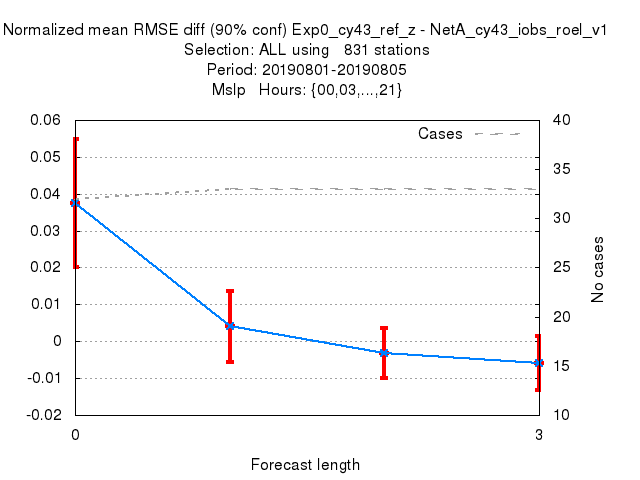 Normalized mean RMSE diff (90% conf) Exp0_cy43_ref_z - NetA_cy43_iobs_roel_v1
Selection: ALL using   831 stations
Period: 20190801-20190805
Mslp   Hours: {00,03,...,21}
Cases
0.06
0.05
0.04
0.03
0.02
0.01
0
-0.01
-0.02
40
35
30
25
20
15
10
No cases
0
3
Forecast length